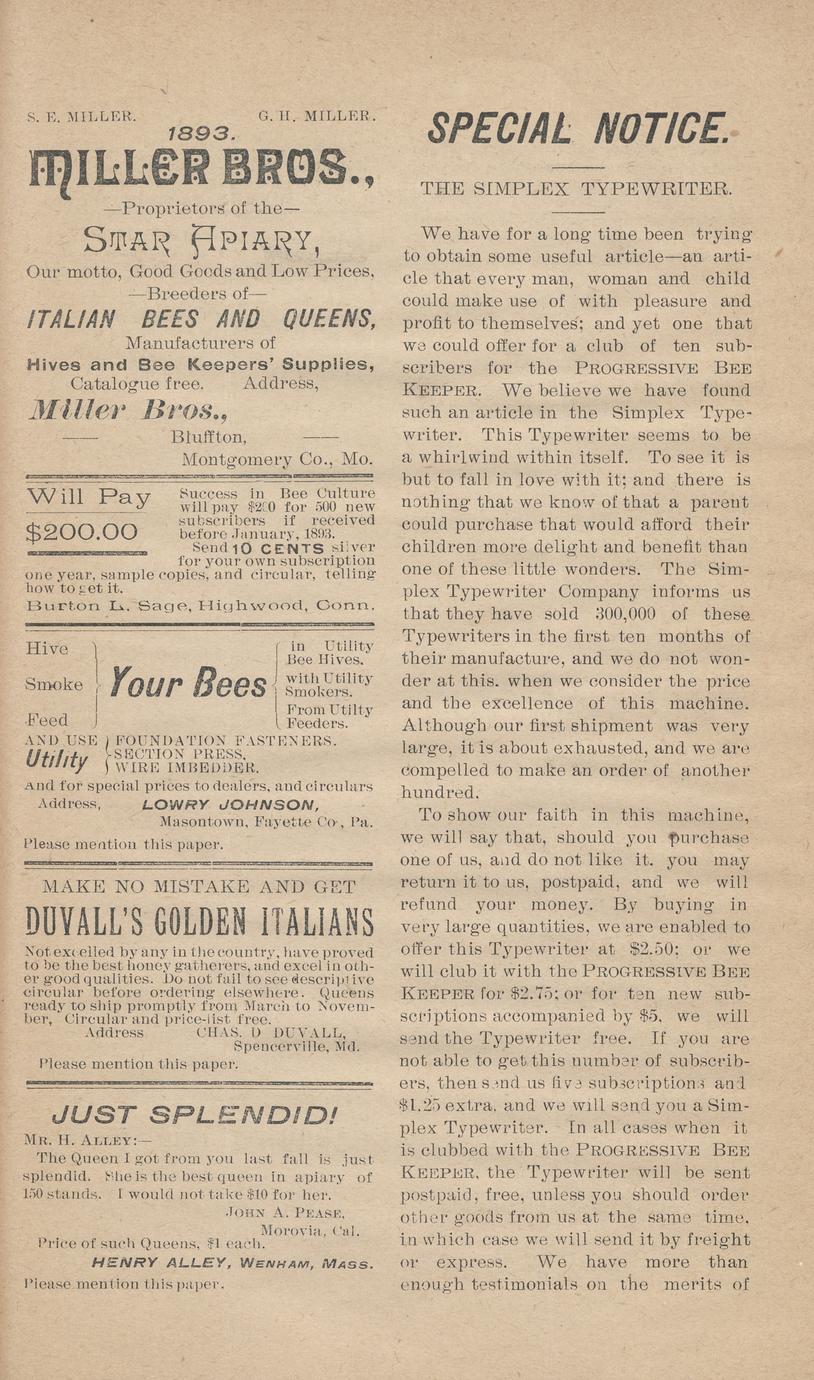 S. E. MILLER. G. H. MILLER.
1893.
MILLER BROS.,
—Proprietors of the—
STAR APIARY,
Our motto, Good Goods and Low Prices,
—Breeders of—
ITALIAN BEES AND QUEENS,
Manufacturers of
Hives and Bee Keepers' Supplies,
Catalogue free. Address,
Miller Bros.,
Bluffton,
Montgomery Co., Mo.
Will Pay
$200.00
Success in Bee Culture
will pay $200 for 500 new
subscribers if received
before January, 1893.
Send 10 CENTS silver
for your own subscription
one year, sample copies, and circular, telling
how to get it.
Burton L. Sage, Highwood, Conn.
Hive
Smoke
Feed
Your Bees
in Utility
Bee Hives.
with Utility
Smokers.
From Utilty
Feeders.
AND USE
Utility
FOUNDATION FASTENERS.
SECTION PRESS,
WIRE IMBEDDER.
And for special prices to dealers, and circulars
Address, LOWRY JOHNSON,
Masontown, Fayette Co., Pa.
Please mention this paper.
MAKE NO MISTAKE AND GET
DUVALL'S GOLDEN ITALIANS
Not excelled by any in the country, have proved
to be the best honey gatherers, and excel in oth-
er good qualities. Do not fail to see descriptive
circular before ordering elsewhere. Queens
ready to ship promptly from March to Novem-
ber, Circular and price-list free.
Address CHAS. D DUVALL,
Spencerville, Md.
Please mention this paper.
JUST SPLENDID!
MR. H. ALLEY:—
The Queen I got from you last fall is just
splendid. She is the best queen in apiary of
150 stands. I would not take $10 for her.
JOHN A. PEASE,
Morovia, Cal.
Price of such Queens, $1 each.
HENRY ALLEY, WENHAM, MASS.
Please mention this paper.
SPECIAL NOTICE.
THE SIMPLEX TYPEWRITER.
We have for a long time been trying
to obtain some useful article—an arti-
cle that every man, woman and child
could make use of with pleasure and
profit to themselves; and yet one that
we could offer for a club of ten sub-
scribers for the PROGRESSIVE BEE
KEEPER. We believe we have found
such an article in the Simplex Type-
writer. This Typewriter seems to be
a whirlwind within itself. To see it is
but to fall in love with it; and there is
nothing that we know of that a parent
could purchase that would afford their
children more delight and benefit than
one of these little wonders. The Sim-
plex Typewriter Company informs us
that they have sold 300,000 of these
Typewriters in the first ten months of
their manufacture, and we do not won-
der at this. when we consider the price
and the excellence of this machine.
Although our first shipment was very
large, it is about exhausted, and we are
compelled to make an order of another
hundred.
To show our faith in this machine,
we will say that, should you purchase
one of us, and do not like it. you may
return it to us, postpaid, and we will
refund your money. By buying in
very large quantities, we are enabled to
offer this Typewriter at $2.50; or we
will club it with the PROGRESSIVE BEE
KEEPER for $2.75; or for ten new sub-
scriptions accompanied by $5, we will
send the Typewriter free. If you are
not able to get this number of subscrib-
ers, then send us five subscriptions and
$1.25 extra, and we will send you a Sim-
plex Typewriter. In all cases when it
is clubbed with the PROGRESSIVE BEE
KEEPER, the Typewriter will be sent
postpaid, free, unless you should order
other goods from us at the same time,
in which case we will send it by freight
or express. We have more than
enough testimonials on the merits of